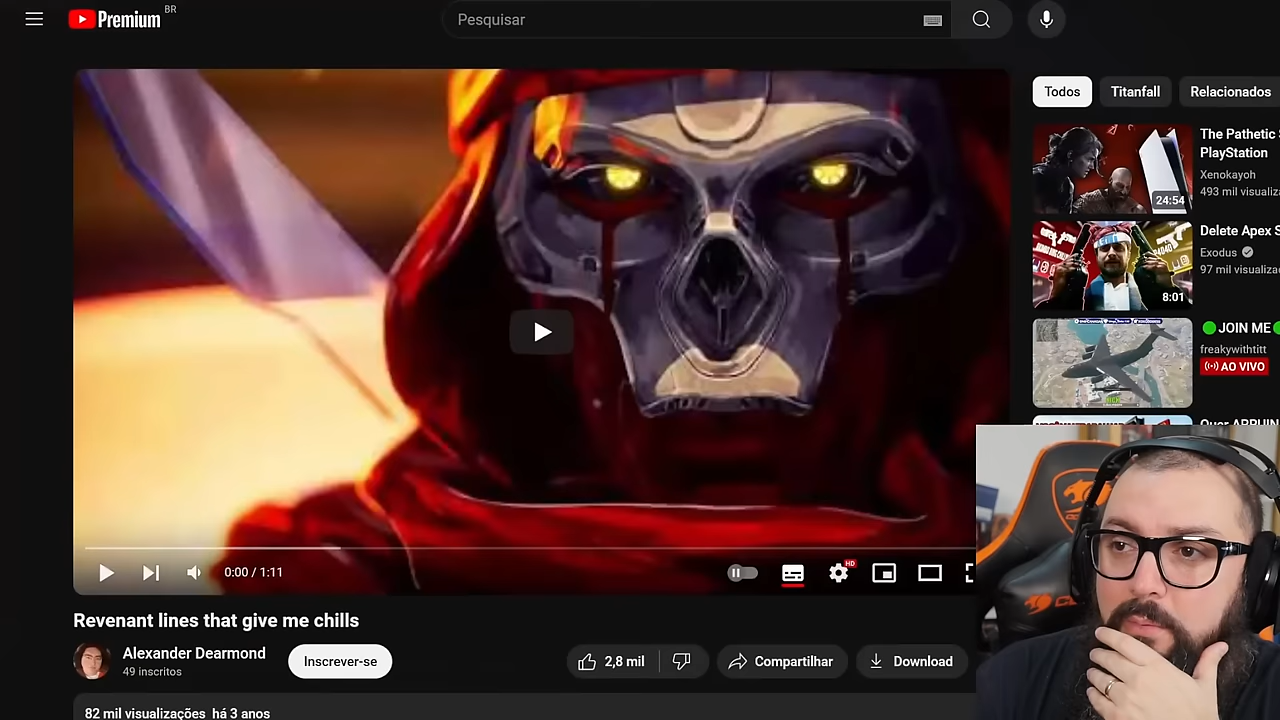 Premium BR
Pesquisar
Todos
Titanfall
Relacionados
The Pathetic S
PlayStation
Xenokayoh
493 mil visualiza
24:54
Delete Apex S
Exodus
97 mil visualiza
8:01
JOIN ME
freakywithtitt
AO VIVO
0:00 / 1:11
HD
Revenant lines that give me chills
Alexander Dearmond
49 inscritos
Inscrever-se
2,8 mil
Compartilhar
Download
82 mil visualizações há 3 anos